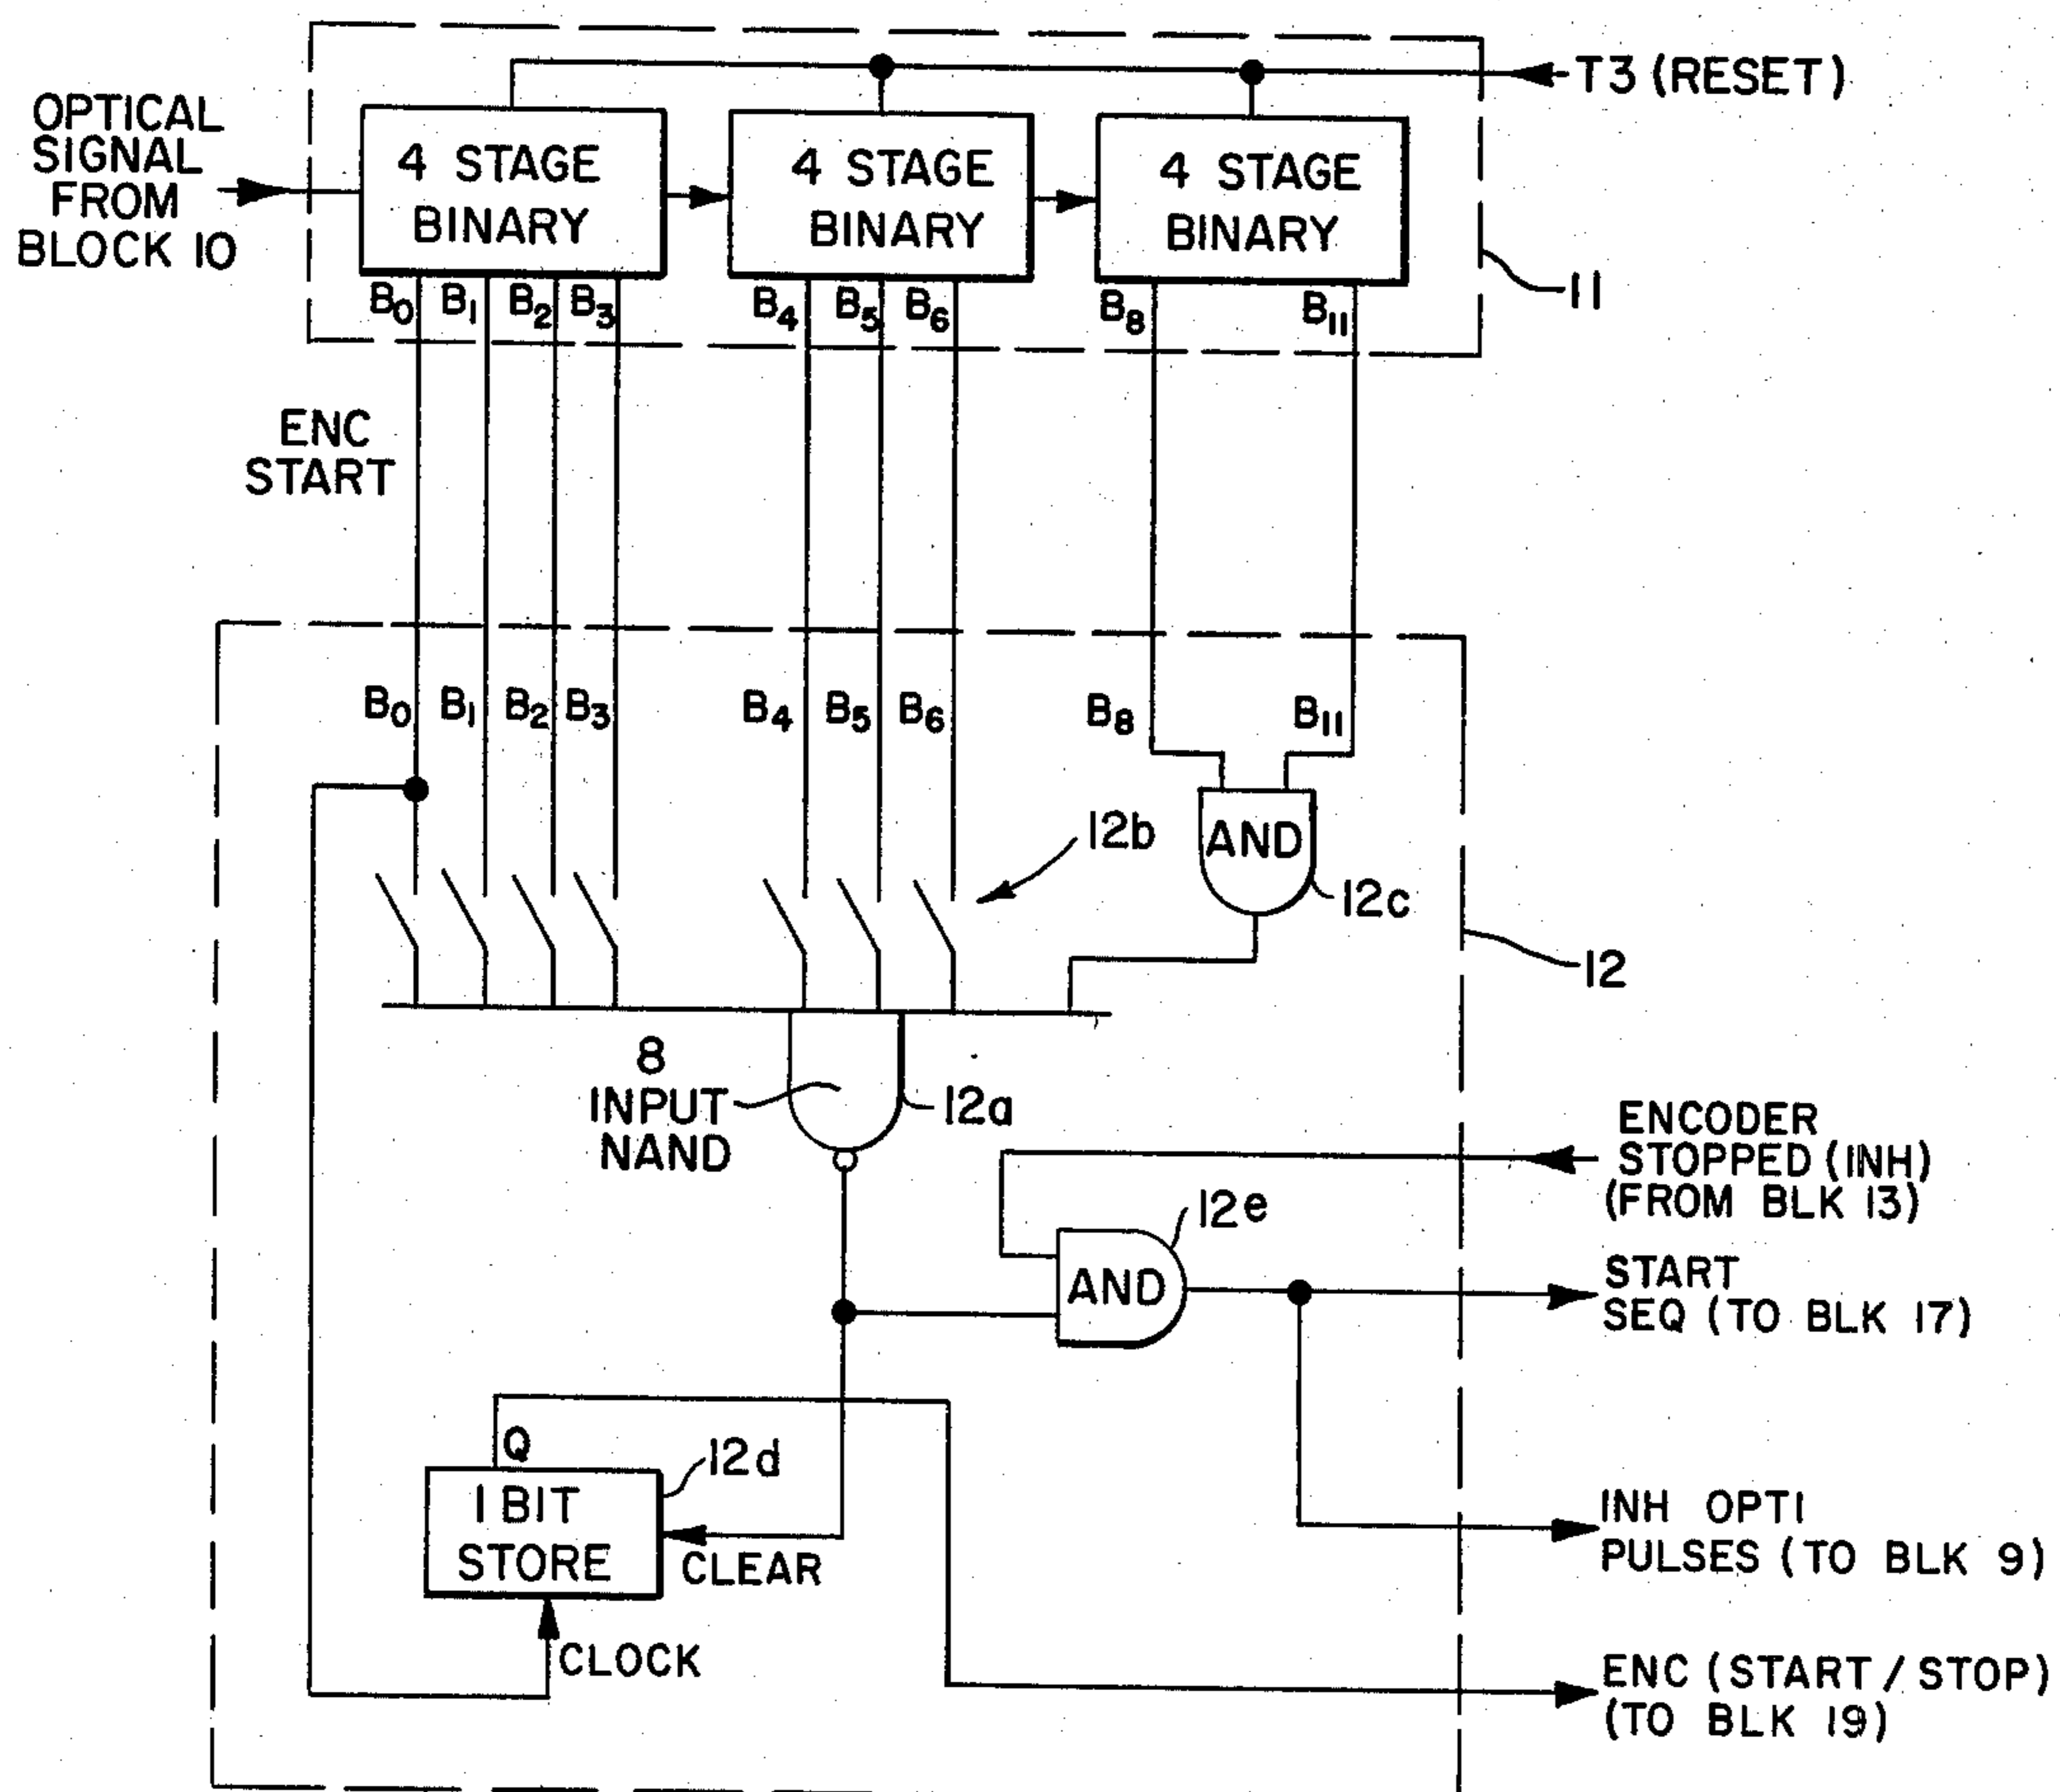 T3 (RESET)
OPTICAL
SIGNAL
FROM
BLOCK 10
4 STAGE
BINARY
4 STAGE
BINARY
4 STAGE
BINARY
11
B0 B1 B2 B3 B4 B5 B6 B8 B11
ENC
START
B0 B1 B2 B3 B4 B5 B6 B8 B11
12b
AND
12c
12
8
INPUT
NAND
12a
ENCODER
STOPPED (INH)
(FROM BLK 13)
12e
AND
START
SEQ (TO BLK 17)
Q
12d
1 BIT
STORE
CLEAR
INH OPTI
PULSES (TO BLK 9)
CLOCK
ENC (START / STOP)
(TO BLK 19)